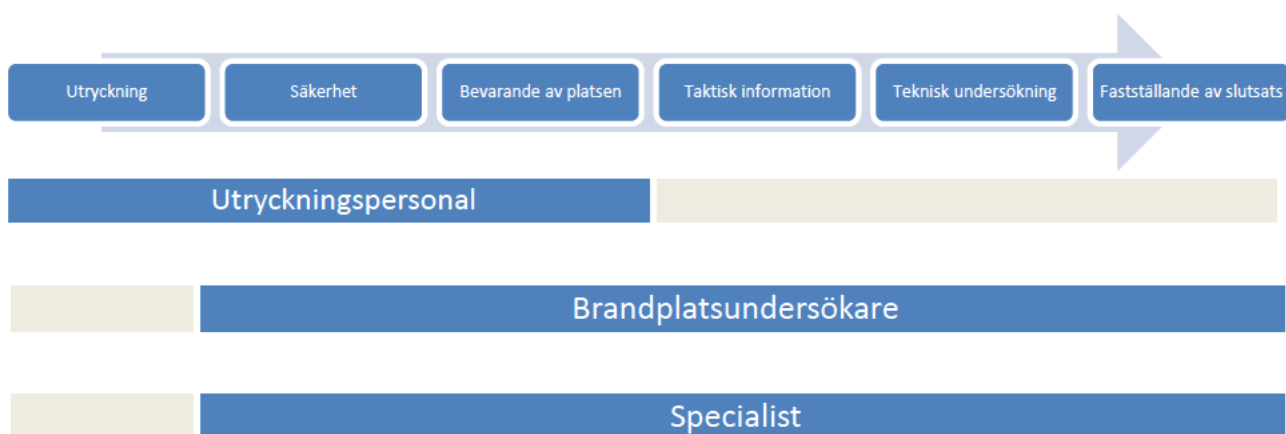 Utryckning
Säkerhet
Bevarande av platsen
Taktisk information
Teknisk undersökning
Fastställande av slutsats
Utryckningspersonal
Brandplatsundersökare
Specialist